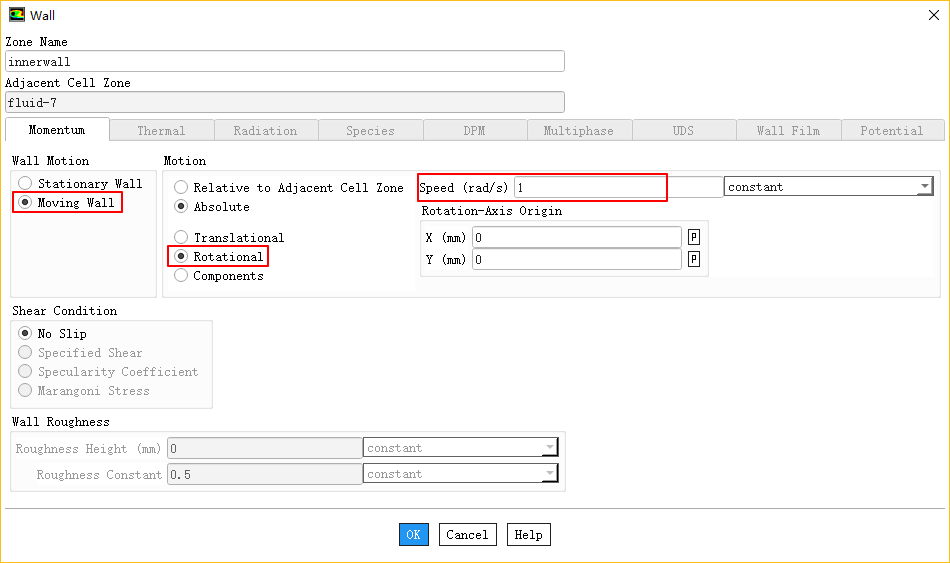 Wall
Zone Name
innerwall
Adjacent Cell Zone
fluid-7
Momentum Thermal Radiation Species DPM Multiphase UDS Wall Film Potential
Wall Motion
Stationary Wall
Moving Wall
Motion
Relative to Adjacent Cell Zone
Absolute
Translational
Rotational
Components
Speed (rad/s) 1 constant
Rotation-Axis Origin
X (mm) 0 P
Y (mm) 0 P
Shear Condition
No Slip
Specified Shear
Specularity Coefficient
Marangoni Stress
Wall Roughness
Roughness Height (mm) 0 constant
Roughness Constant 0.5 constant
OK Cancel Help